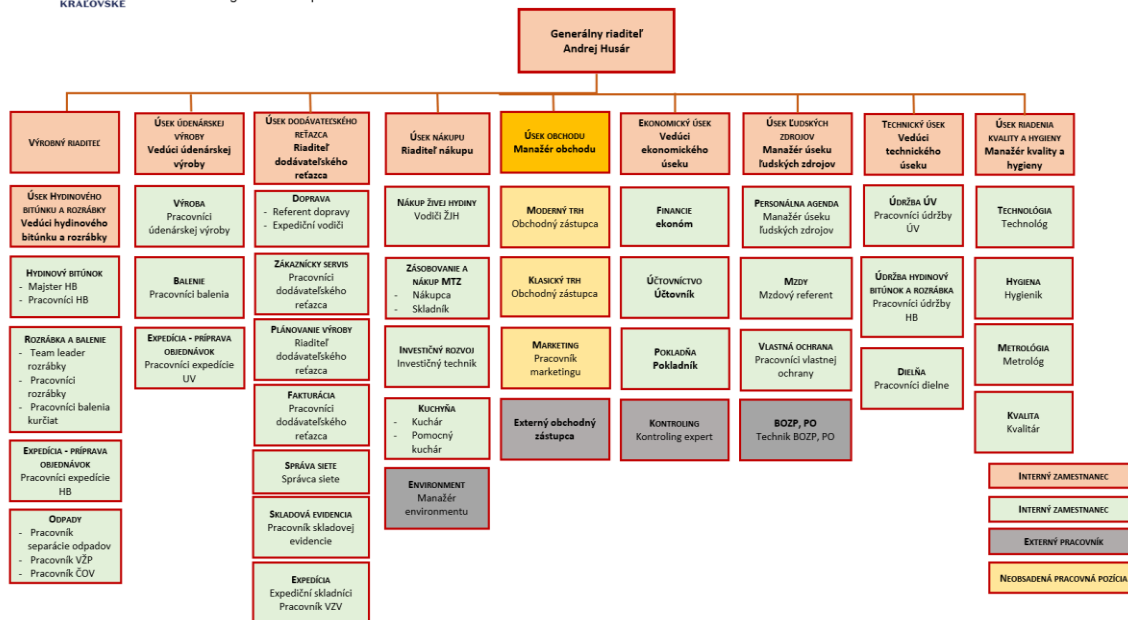 KRÁĽOVSKÉ
Generálny riaditeľ
Andrej Husár
VÝROBNÝ RIADITEĽ
ÚSEK HYDINOVÉHO
BITÚNKU A ROZRÁBKY
Vedúci hydinového
bitúnku a rozrábky
HYDINOVÝ BITÚNOK
- Majster HB
- Pracovníci HB
ROZRÁBKA A BALENIE
- Team leader
rozrábky
- Pracovníci
rozrábky
- Pracovníci balenia
kurčiat
EXPEDÍCIA - PRÍPRAVA
OBJEDNÁVOK
Pracovníci expedície
HB
ODPADY
- Pracovník
separácie odpadov
- Pracovník VŽP
- Pracovník ČOV
ÚSEK ÚDENÁRSKEJ
VÝROBY
Vedúci údenárskej
výroby
VÝROBA
Pracovníci
údenárskej výroby
BALENIE
Pracovníci balenia
EXPEDÍCIA - PRÍPRAVA
OBJEDNÁVOK
Pracovníci expedície
UV
ÚSEK DODÁVATEĽSKÉHO
REŤAZCA
Riaditeľ
dodávateľského
reťazca
DOPRAVA
- Referent dopravy
- Expediční vodiči
ZÁKAZNÍCKY SERVIS
Pracovníci
dodávateľského
reťazca
PLÁNOVANIE VÝROBY
Riaditeľ
dodávateľského
reťazca
FAKTURÁCIA
Pracovníci
dodávateľského
reťazca
SPRÁVA SIETE
Správca siete
SKLADOVÁ EVIDENCIA
Pracovník skladovej
evidencie
EXPEDÍCIA
Expediční skladníci
Pracovník VZV
ÚSEK NÁKUPU
Riaditeľ nákupu
NÁKUP ŽIVEJ HYDINY
Vodiči ŽJH
ZÁSOBOVANIE A
NÁKUP MTZ
- Nákupca
- Skladník
INVESTIČNÝ ROZVOJ
Investičný technik
KUCHYŇA
- Kuchár
- Pomocný
kuchár
ENVIRONMENT
Manažér
environmentu
ÚSEK OBCHODU
Manažér obchodu
MODERNÝ TRH
Obchodný zástupca
KLASICKÝ TRH
Obchodný zástupca
MARKETING
Pracovník
marketingu
Externý obchodný
zástupca
EKONOMICKÝ ÚSEK
Vedúci
ekonomického
úseku
FINANCIE
ekonóm
ÚČTOVNÍCTVO
Účtovník
POKLADŇA
Pokladník
KONTROLING
Kontroling expert
ÚSEK ĽUDSKÝCH
ZDROJOV
Manažér úseku
ľudských zdrojov
PERSONÁLNA AGENDA
Manažér úseku
ľudských zdrojov
MZDY
Mzdový referent
VLASTNÁ OCHRANA
Pracovníci vlastnej
ochrany
BOZP, PO
Technik BOZP, PO
TECHNICKÝ ÚSEK
Vedúci
technického
úseku
ÚDRŽBA ÚV
Pracovníci údržby
ÚV
ÚDRŽBA HYDINOVÝ
BITÚNOK A ROZRÁBKA
Pracovníci údržby
HB
DIELŇA
Pracovníci dielne
ÚSEK RIADENIA
KVALITY A HYGIENY
Manažér kvality a
hygieny
TECHNOLÓGIA
Technológ
HYGIENA
Hygienik
METROLÓGIA
Metrológ
KVALITA
Kvalitár
INTERNÝ ZAMESTNANEC
INTERNÝ ZAMESTNANEC
EXTERNÝ PRACOVNÍK
NEOBSADENÁ PRACOVNÁ POZÍCIA